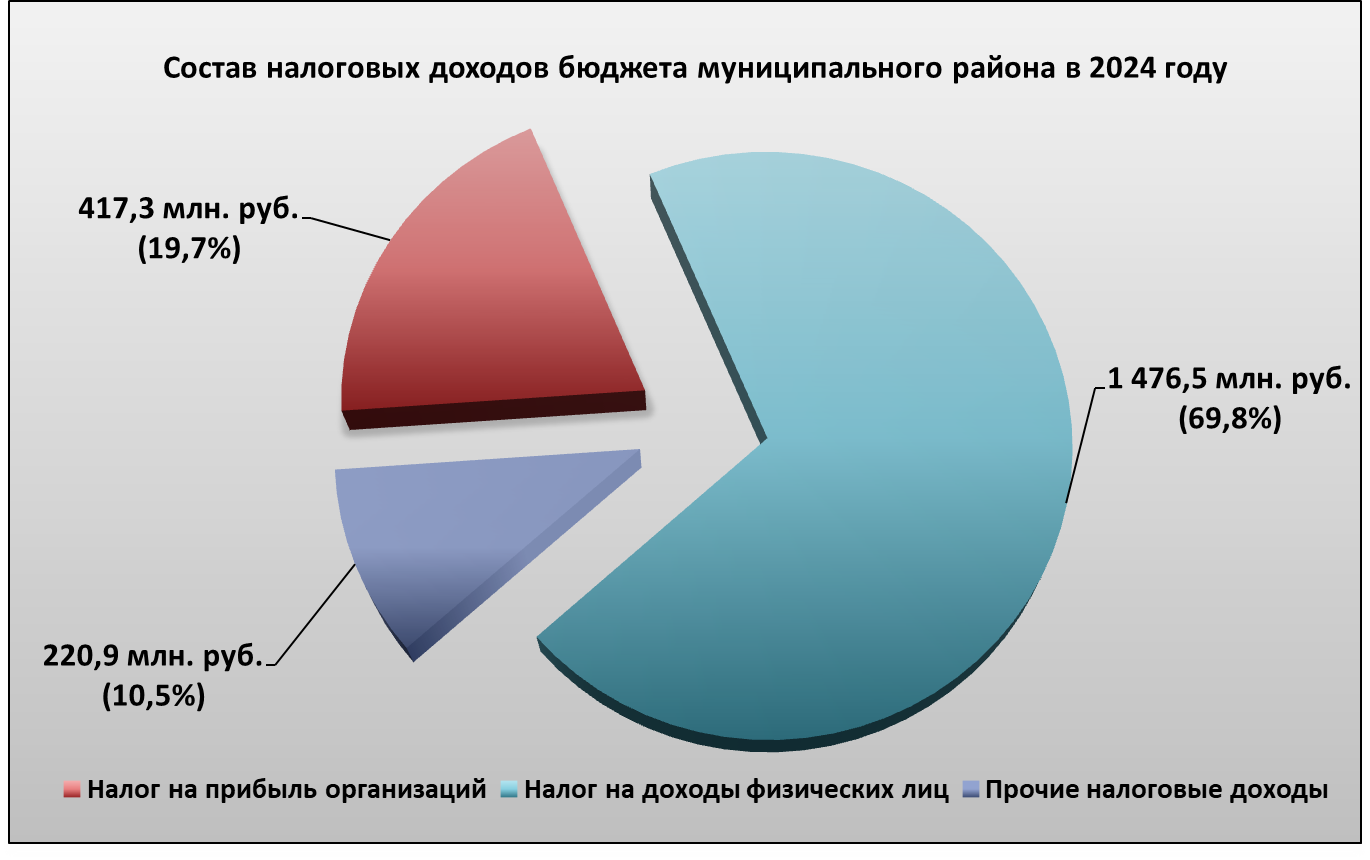 Состав налоговых доходов бюджета муниципального района в 2024 году
417,3 млн. руб.
(19,7%)
1 476,5 млн. руб.
(69,8%)
220,9 млн. руб.
(10,5%)
Налог на прибыль организаций
Налог на доходы физических лиц
Прочие налоговые доходы